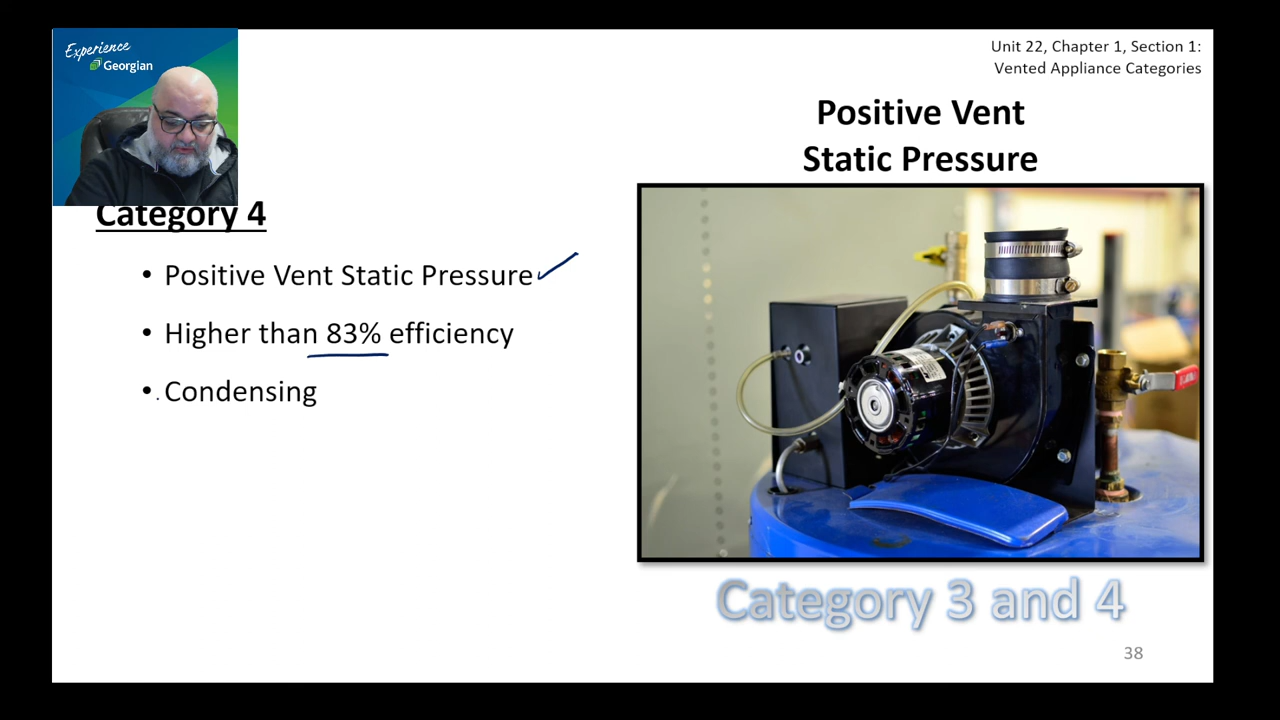 Experience
Georgian
Unit 22, Chapter 1, Section 1:
Vented Appliance Categories
Positive Vent
Static Pressure
Category 4
• Positive Vent Static Pressure
• Higher than 83% efficiency
• Condensing
Category 3 and 4
38